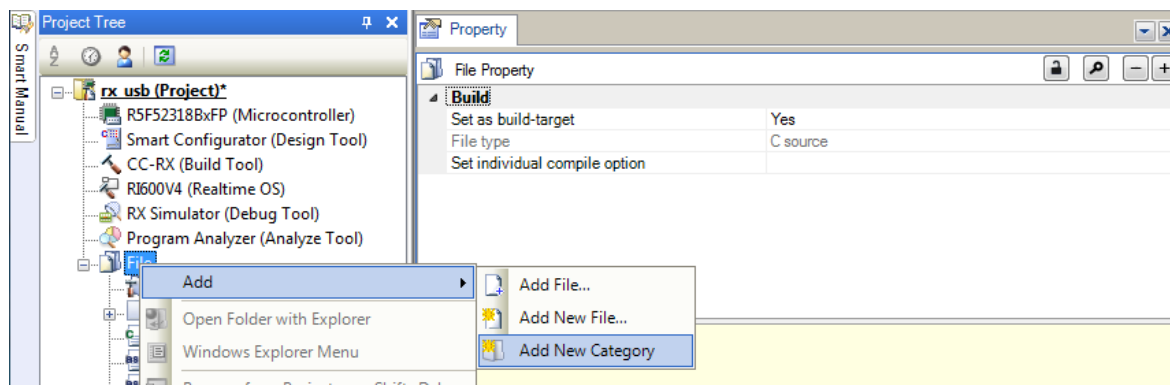 Project Tree
Smart Manual
rx_usb (Project)*
R5F52318BxFP (Microcontroller)
Smart Configurator (Design Tool)
CC-RX (Build Tool)
RI600V4 (Realtime OS)
RX Simulator (Debug Tool)
Program Analyzer (Analyze Tool)
File
Add
Open Folder with Explorer
Windows Explorer Menu
Add File...
Add New File...
Add New Category
Property
File Property
Build
Set as build-target Yes
File type C source
Set individual compile option